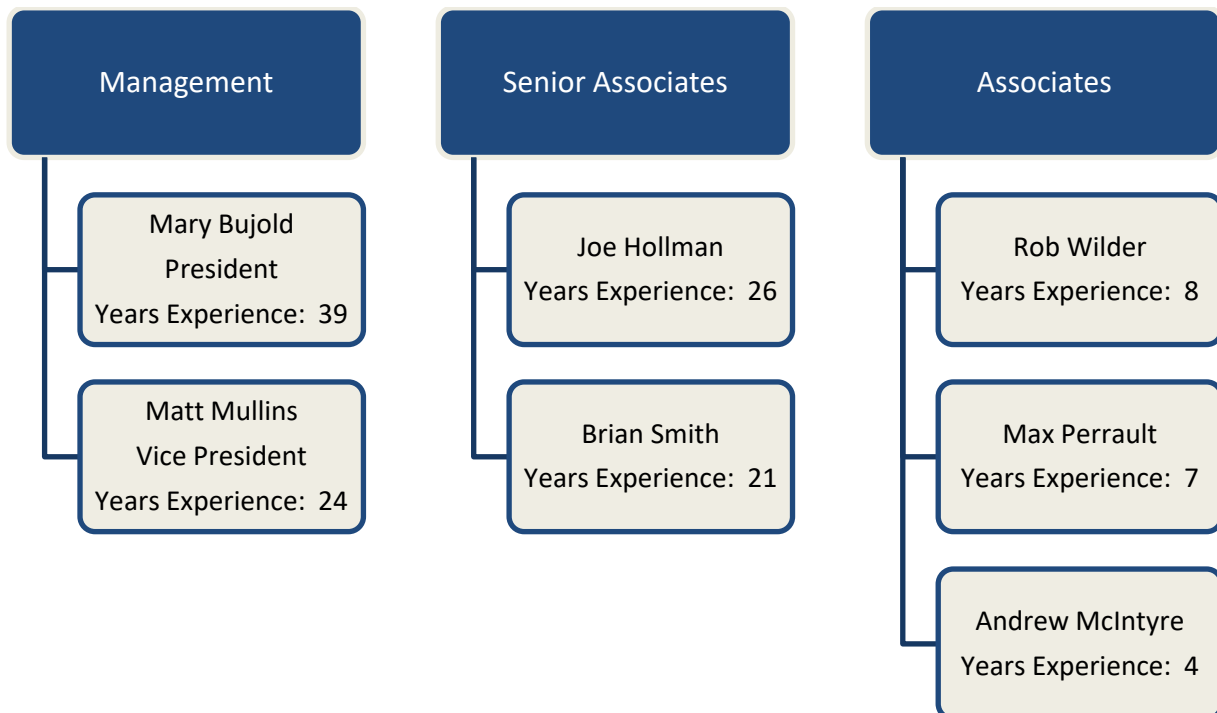 Management
Mary Bujold
President
Years Experience:  39
Matt Mullins
Vice President
Years Experience:  24
Senior Associates
Joe Hollman
Years Experience:  26
Brian Smith
Years Experience:  21
Associates
Rob Wilder
Years Experience:  8
Max Perrault
Years Experience:  7
Andrew McIntyre
Years Experience:  4